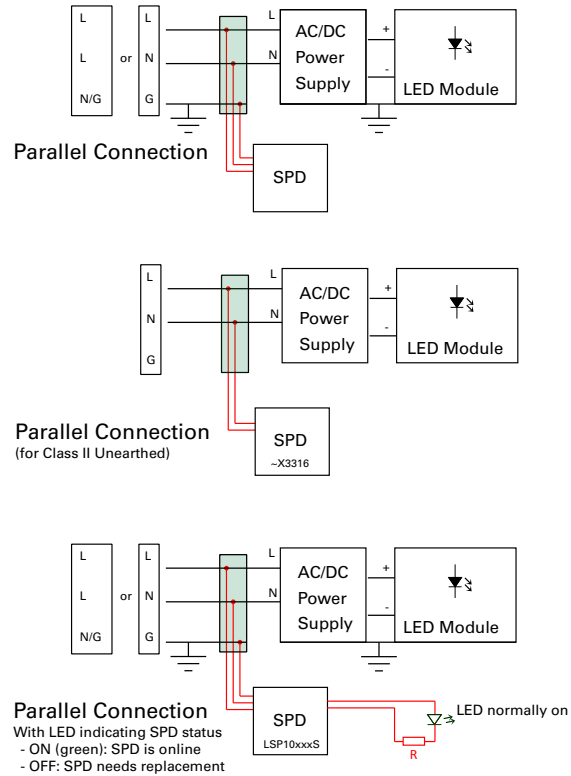 L
L
N/G
or
L
N
G
L
N
AC/DC
Power
Supply
+
-
LED Module
Parallel Connection
SPD
L
N
G
L
N
AC/DC
Power
Supply
+
-
LED Module
Parallel Connection
(for Class II Unearthed)
SPD
~X3316
L
L
N/G
or
L
N
G
L
N
AC/DC
Power
Supply
+
-
LED Module
Parallel Connection
With LED indicating SPD status
- ON (green): SPD is online
- OFF: SPD needs replacement
SPD
LSP10xxxS
LED normally on
R